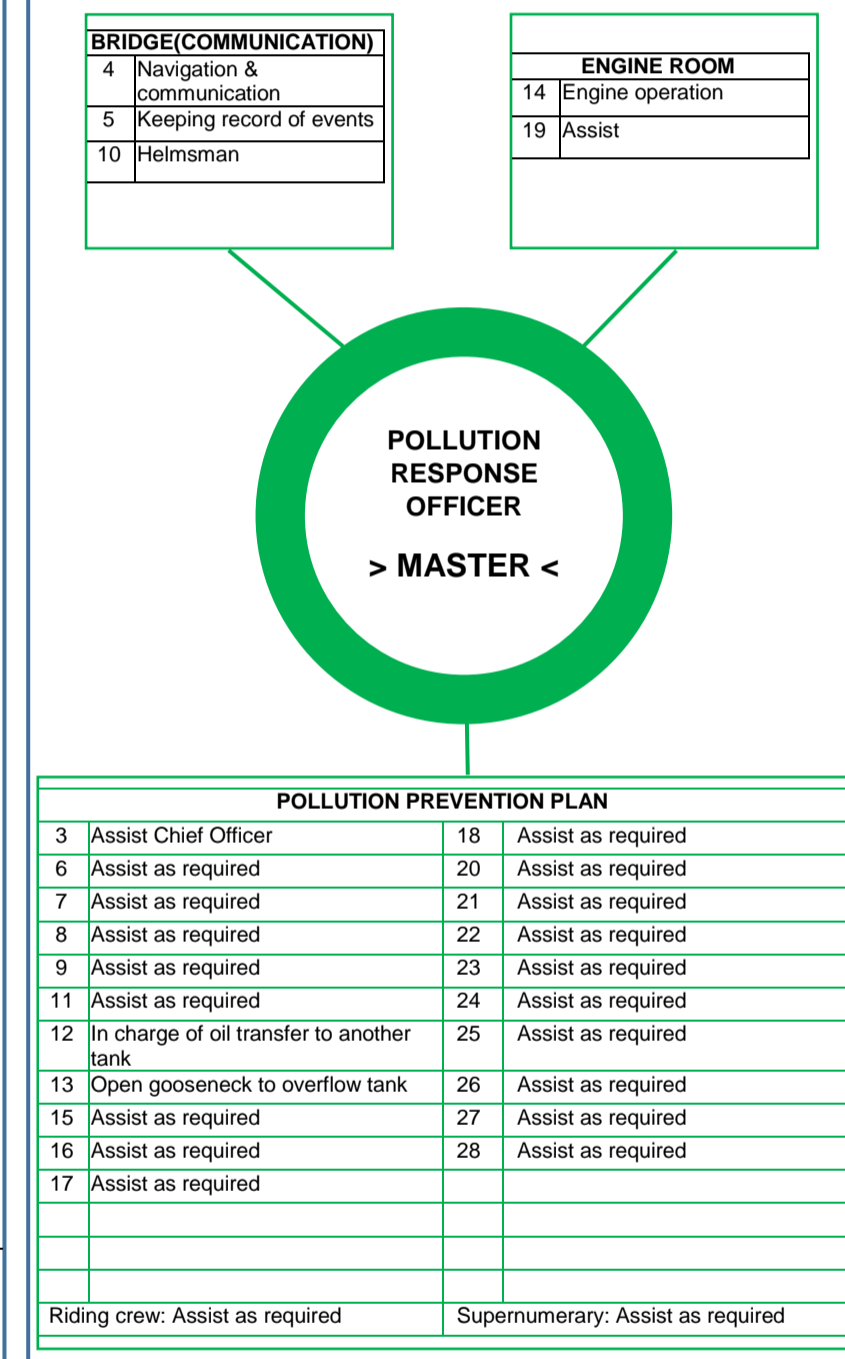 BRIDGE(COMMUNICATION)
4 Navigation &
communication
5 Keeping record of events
10 Helmsman
ENGINE ROOM
14 Engine operation
19 Assist
POLLUTION
RESPONSE
OFFICER
> MASTER <
POLLUTION PREVENTION PLAN
3 Assist Chief Officer 18 Assist as required
6 Assist as required 20 Assist as required
7 Assist as required 21 Assist as required
8 Assist as required 22 Assist as required
9 Assist as required 23 Assist as required
11 Assist as required 24 Assist as required
12 In charge of oil transfer to another 25 Assist as required
tank
13 Open gooseneck to overflow tank 26 Assist as required
15 Assist as required 27 Assist as required
16 Assist as required 28 Assist as required
17 Assist as required
Riding crew: Assist as required Supernumerary: Assist as required